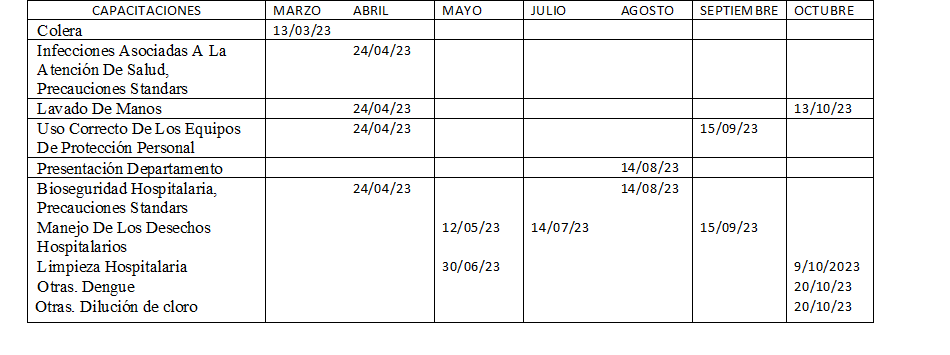 CAPACITACIONES MARZO ABRIL MAYO JULIO AGOSTO SEPTIEMBRE OCTUBRE
Colera 13/03/23
Infecciones Asociadas A La 24/04/23
Atención De Salud,
Precauciones Standars
Lavado De Manos 24/04/23 13/10/23
Uso Correcto De Los Equipos 24/04/23 15/09/23
De Protección Personal
Presentación Departamento 14/08/23
Bioseguridad Hospitalaria, 24/04/23 14/08/23
Precauciones Standars
Manejo De Los Desechos 12/05/23 14/07/23 15/09/23
Hospitalarios
Limpieza Hospitalaria 30/06/23 9/10/2023
Otras. Dengue 20/10/23
Otras. Dilución de cloro 20/10/23